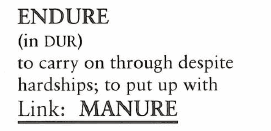 ENDURE
(in DUR)
to carry on through despite
hardships; to put up with
Link: MANURE